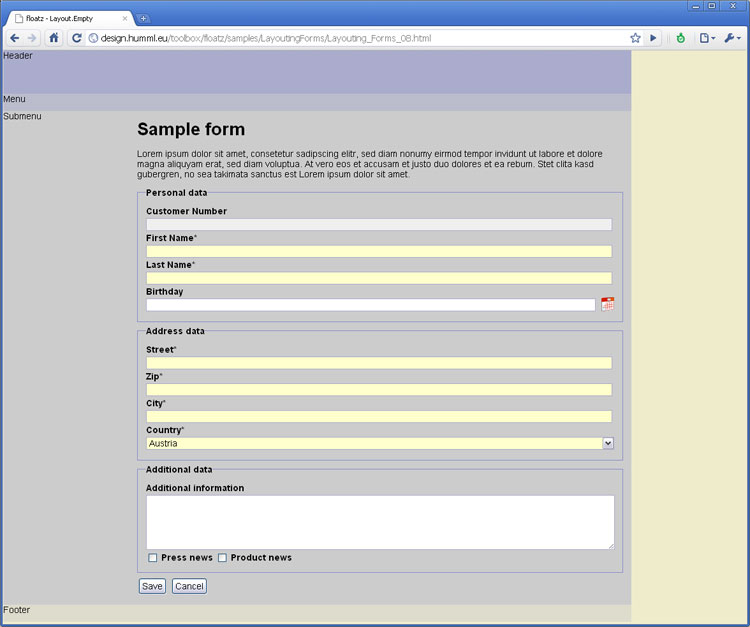 floatz - Layout.Empty
design.humml.eu/toolbox/floatz/samples/LayoutingForms/Layouting_Forms_08.html
Header
Menu
Submenu
Sample form
Lorem ipsum dolor sit amet, consetetur sadipscing elitr, sed diam nonumy eirmod tempor invidunt ut labore et dolore
magna aliquyam erat, sed diam voluptua. At vero eos et accusam et justo duo dolores et ea rebum. Stet clita kasd
gubergren, no sea takimata sanctus est Lorem ipsum dolor sit amet.
Personal data
Customer Number
First Name*
Last Name*
Birthday
Address data
Street*
Zip*
City*
Country*
Austria
Additional data
Additional information
Press news Product news
Save Cancel
Footer